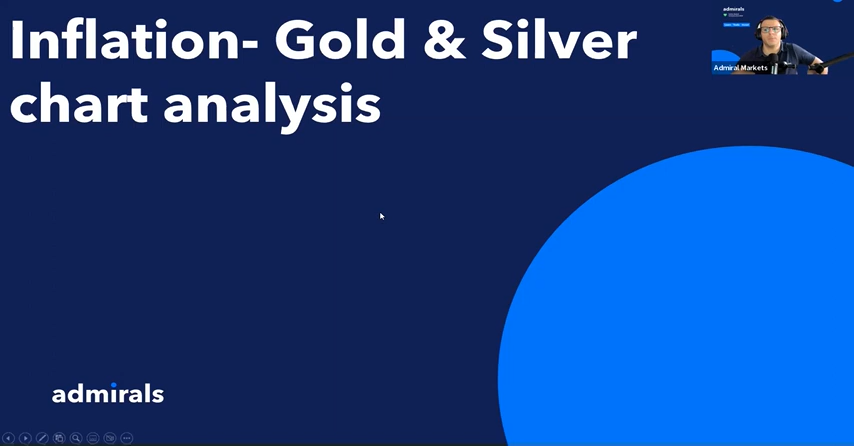 Inflation- Gold & Silver
chart analysis
admirals
Admiral Markets
admirals